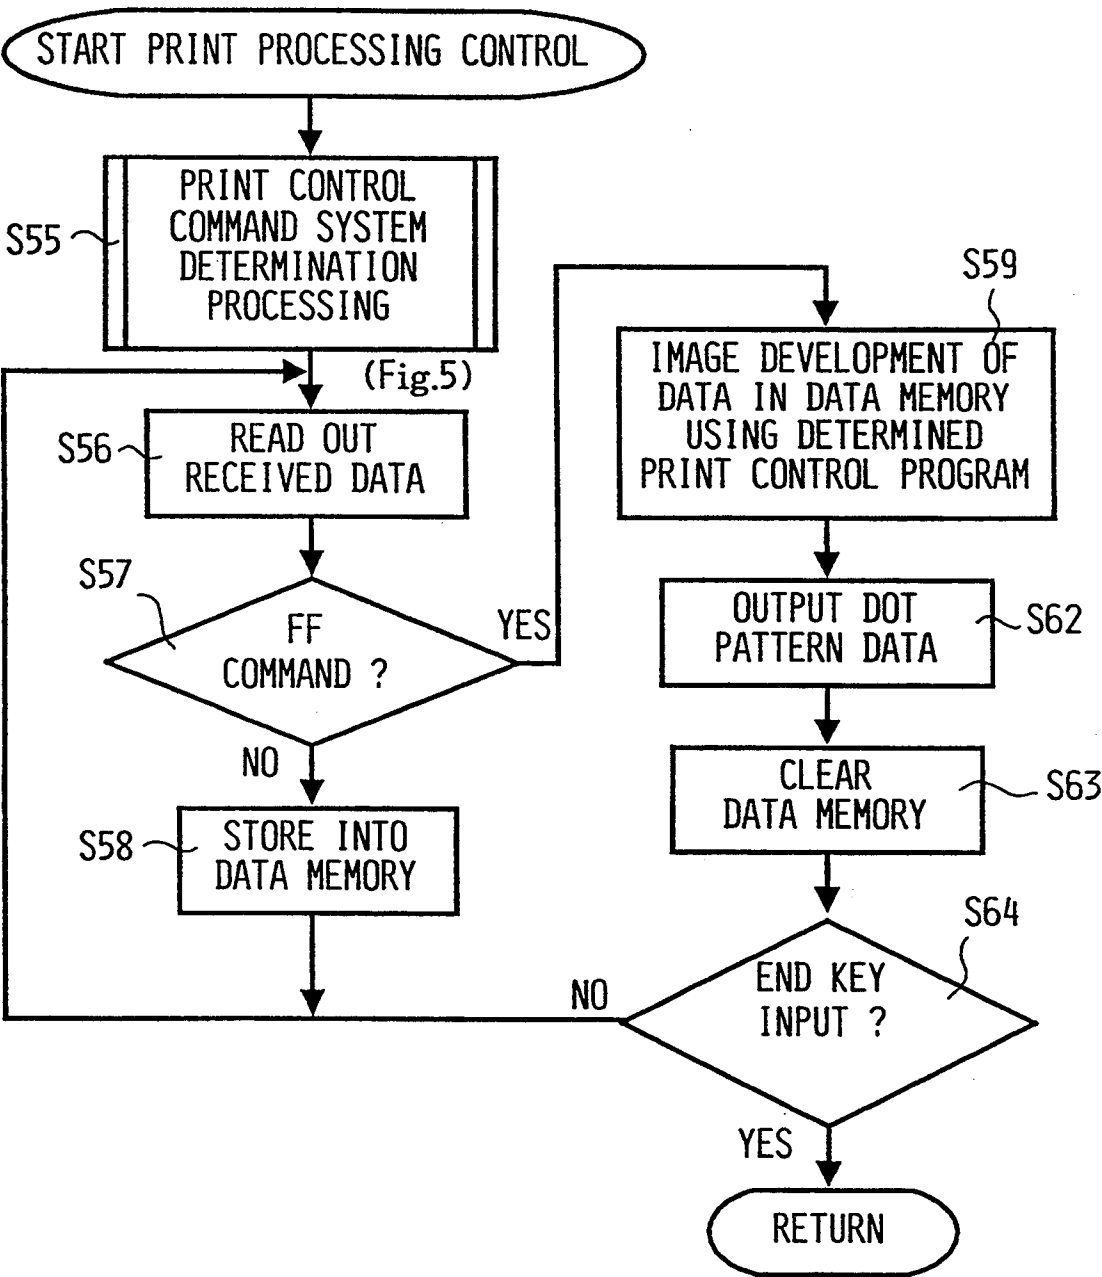 START PRINT PROCESSING CONTROL
S55
PRINT CONTROL
COMMAND SYSTEM
DETERMINATION
PROCESSING
(Fig.5)
S56
READ OUT
RECEIVED DATA
S57
FF
COMMAND ?
YES
NO
S58
STORE INTO
DATA MEMORY
S59
IMAGE DEVELOPMENT OF
DATA IN DATA MEMORY
USING DETERMINED
PRINT CONTROL PROGRAM
OUTPUT DOT
PATTERN DATA
S62
CLEAR
DATA MEMORY
S63
S64
END KEY
INPUT ?
NO
YES
RETURN